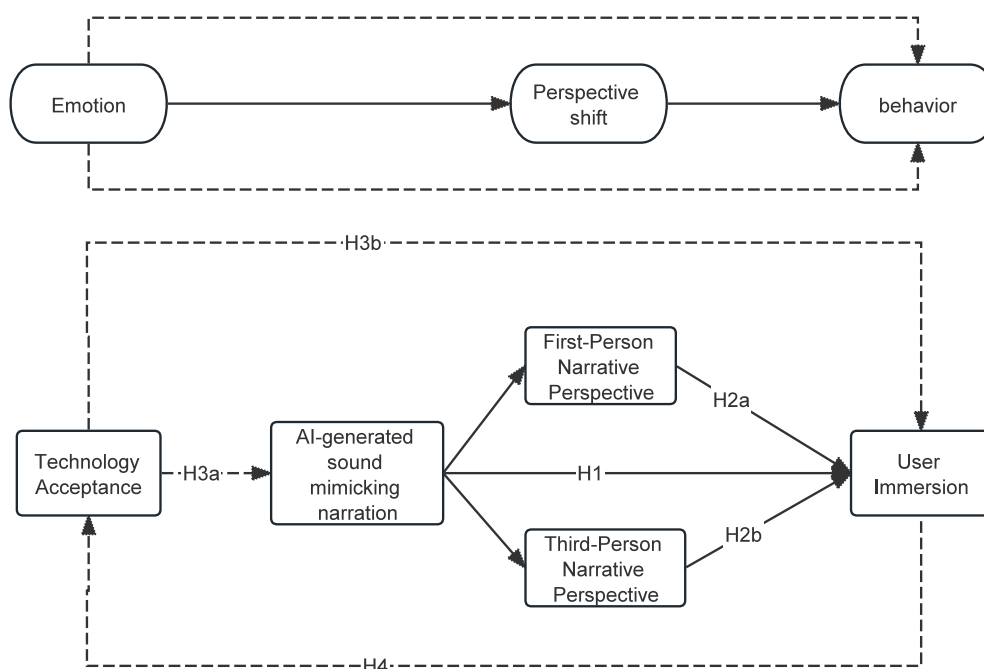 Emotion
Perspective
shift
behavior
H3b
First-Person
Narrative
Perspective
H2a
Technology
Acceptance
H3a
AI-generated
sound
mimicking
narration
H1
User
Immersion
H2b
Third-Person
Narrative
Perspective
H4